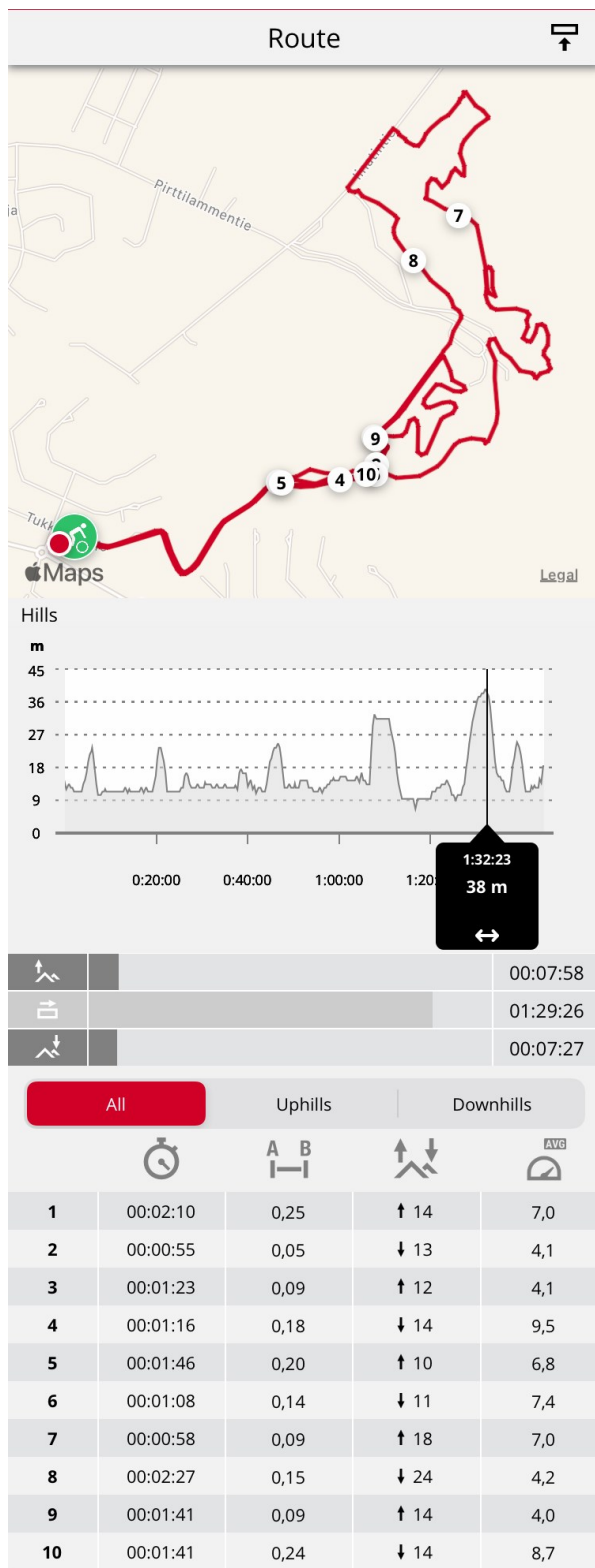 Route
Pirttilammentie
ja
7
8
9
10
4
5
Tukk
Maps
Legal
Hills
m
45
36
27
18
9
0
0:20:00 0:40:00 1:00:00 1:20:
1:32:23
38 m
00:07:58
01:29:26
00:07:27
All Uphills Downhills
A B AVG
1 00:02:10 0,25 14 7,0
2 00:00:55 0,05 13 4,1
3 00:01:23 0,09 12 4,1
4 00:01:16 0,18 14 9,5
5 00:01:46 0,20 10 6,8
6 00:01:08 0,14 11 7,4
7 00:00:58 0,09 18 7,0
8 00:02:27 0,15 24 4,2
9 00:01:41 0,09 14 4,0
10 00:01:41 0,24 14 8,7